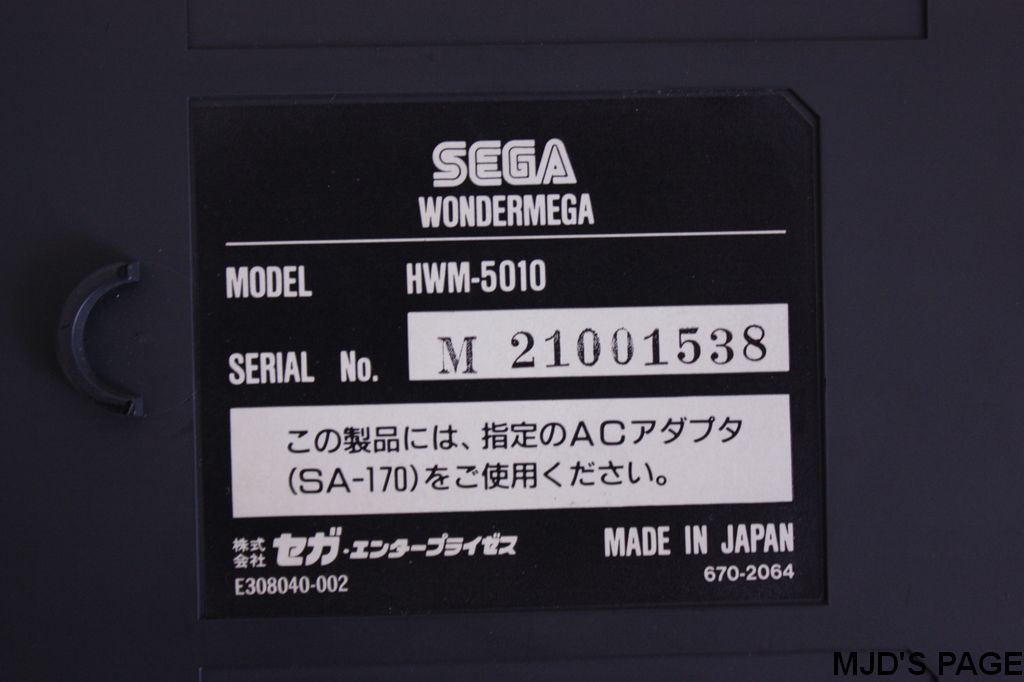 SEGA
WONDERMEGA
MODEL HWM-5010
SERIAL No. M 21001538
この製品には、指定のACアダプタ
(SA-170)をご使用ください。
株式会社 セガ・エンタープライゼス
MADE IN JAPAN
E308040-002
670-2064
MJD'S PAGE